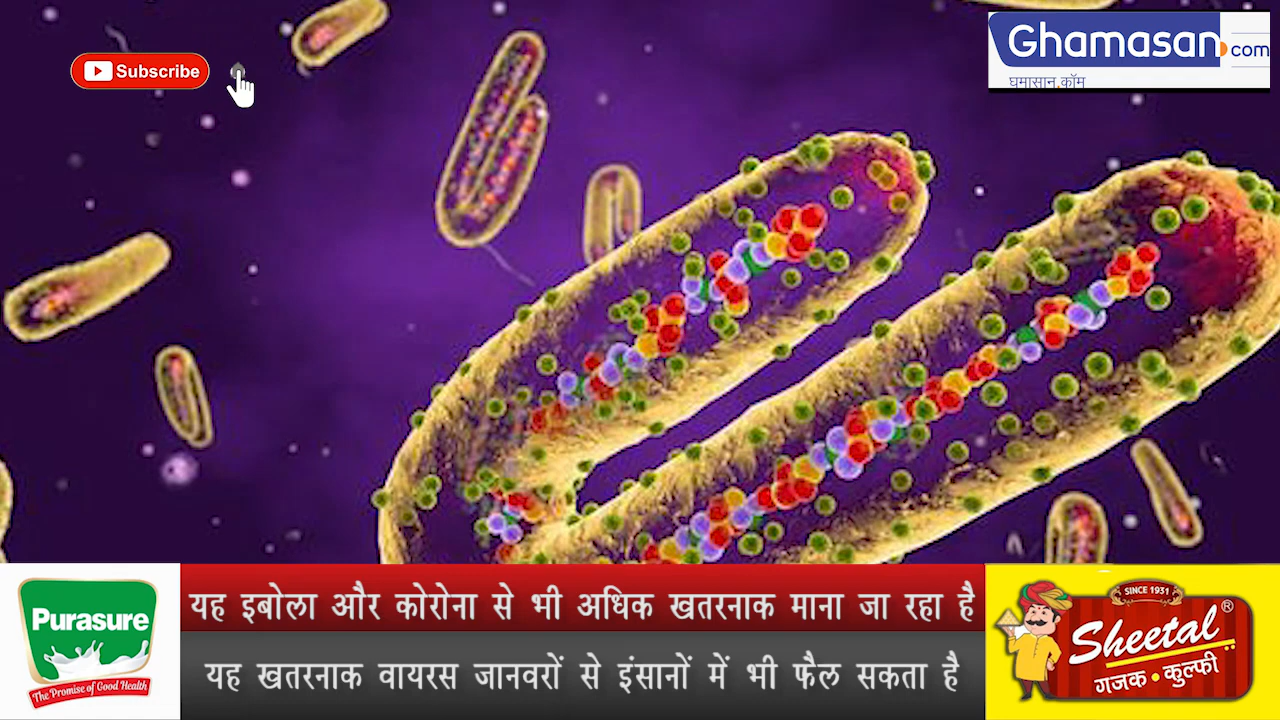 Subscribe
Ghamasan.com
घमासान.कॉम
यह इबोला और कोरोना से भी अधिक खतरनाक माना जा रहा है
यह खतरनाक वायरस जानवरों से इंसानों में भी फैल सकता है
Purasure
The Promise of Good Health
SINCE 1931
Sheetal®
गजक • कुल्फी